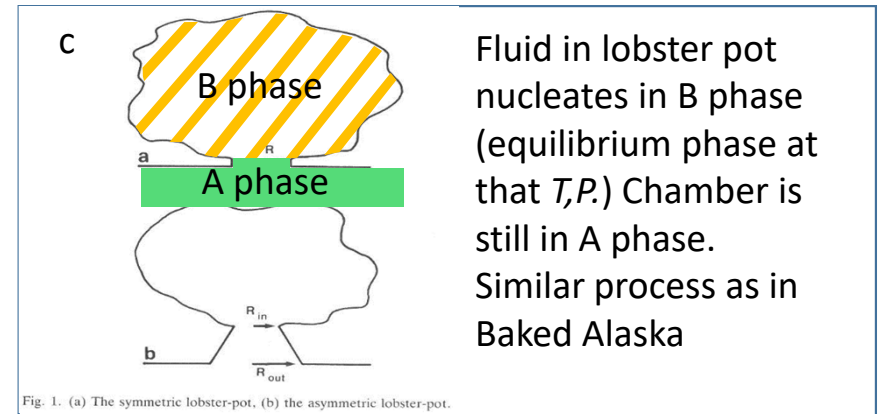 c
B phase
R
a
A phase
R in
b
R out
Fig. 1. (a) The symmetric lobster-pot, (b) the asymmetric lobster-pot.
Fluid in lobster pot
nucleates in B phase
(equilibrium phase at
that T,P.) Chamber is
still in A phase.
Similar process as in
Baked Alaska